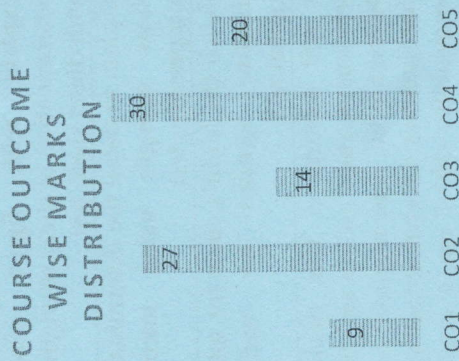 COURSE OUTCOME
WISE MARKS
DISTRIBUTION
9
27
14
30
20
CO1 CO2 CO3 CO4 CO5